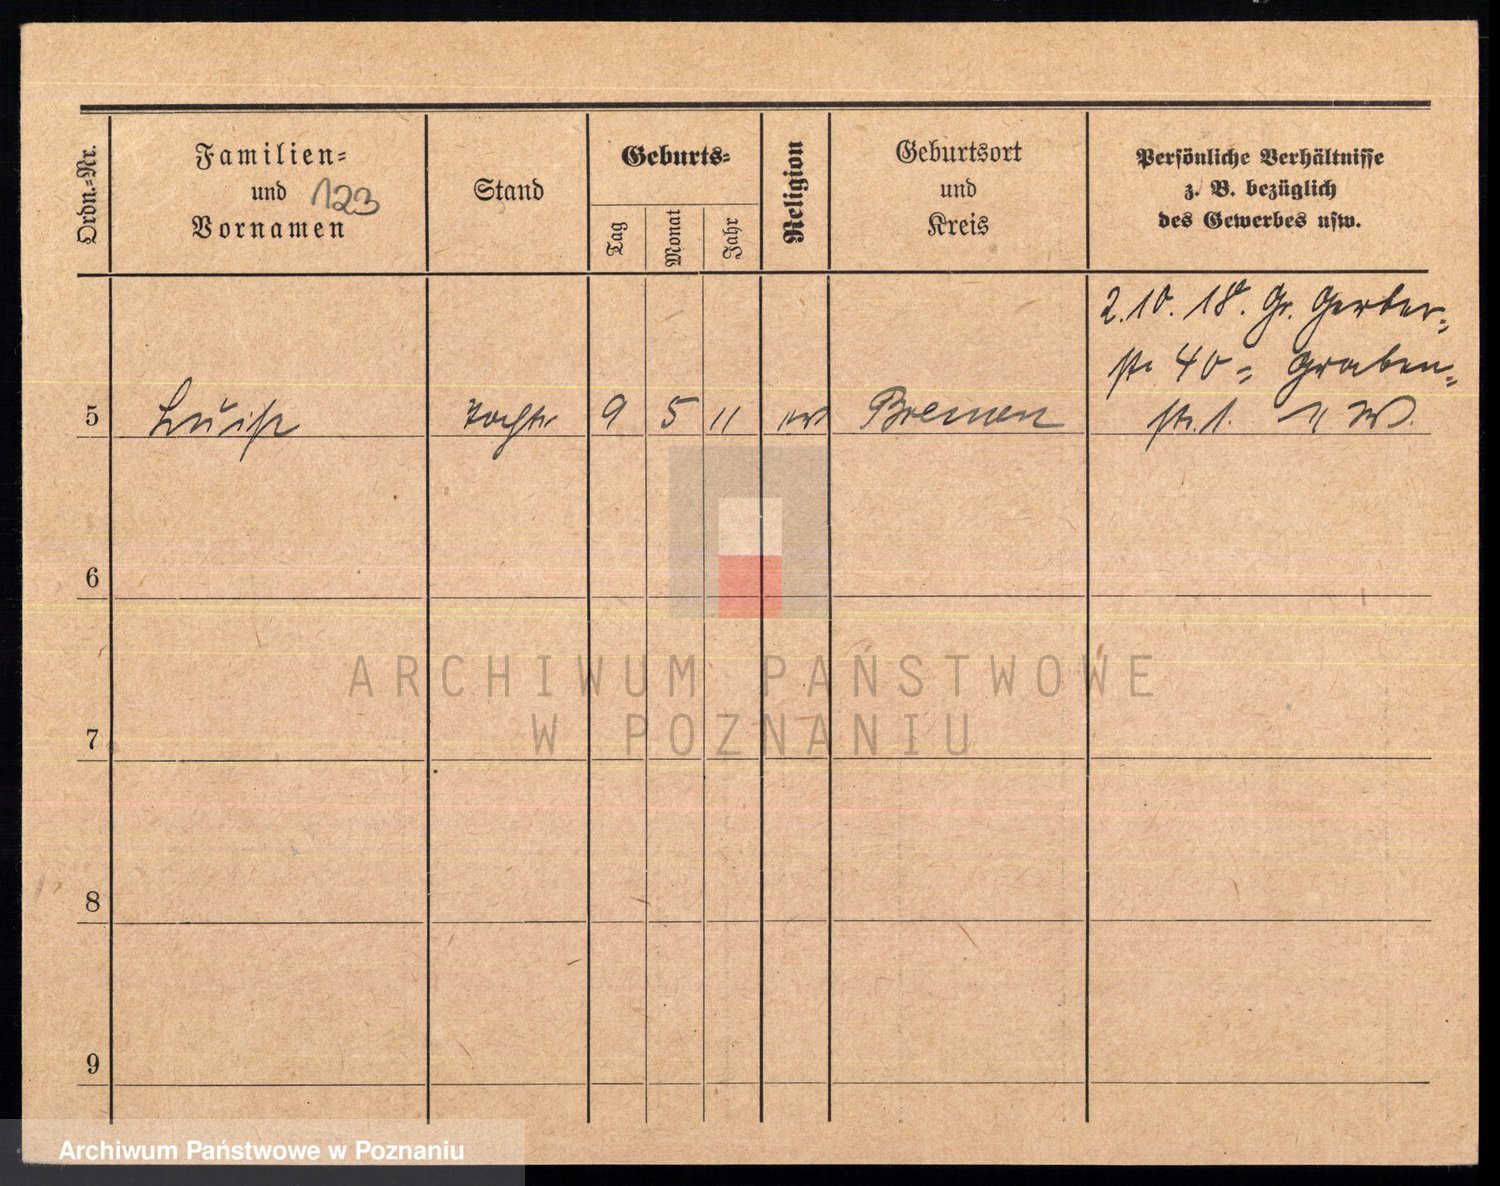 Ordn.-Nr.
Familien-
und 123
Vornamen
Stand
Geburts-
Tag
Monat
Jahr
Religion
Geburtsort
und
Kreis
Persönliche Verhältnisse
z. B. bezüglich
des Gewerbes usw.
2.10.18. Gr. Gerber-
str 40 = Graben-
5 Luise Tochter 9 5 11 ev Bremen str. 1. W.
6
7
8
9
ARCHIWUM PAŃSTWOWE
W POZNANIU
Archiwum Państwowe w Poznaniu